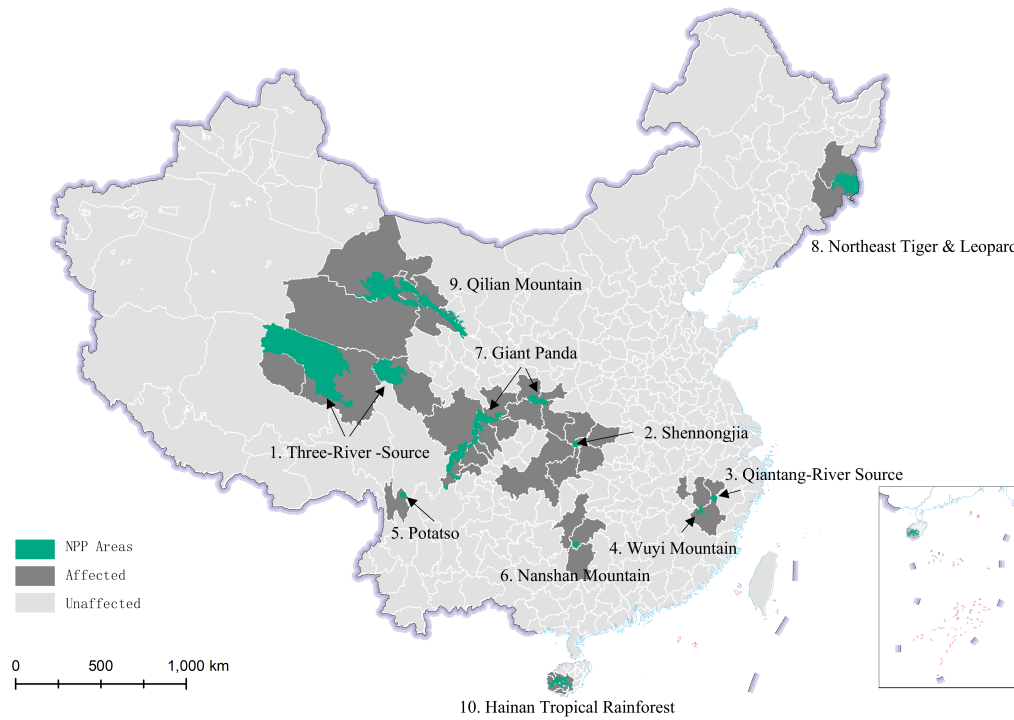 8. Northeast Tiger & Leopard
9. Qilian Mountain
7. Giant Panda
2. Shennongjia
1. Three-River -Source
3. Qiantang-River Source
5. Potatso
4. Wuyi Mountain
6. Nanshan Mountain
NPP Areas
Affected
Unaffected
0 500 1,000 km
10. Hainan Tropical Rainforest